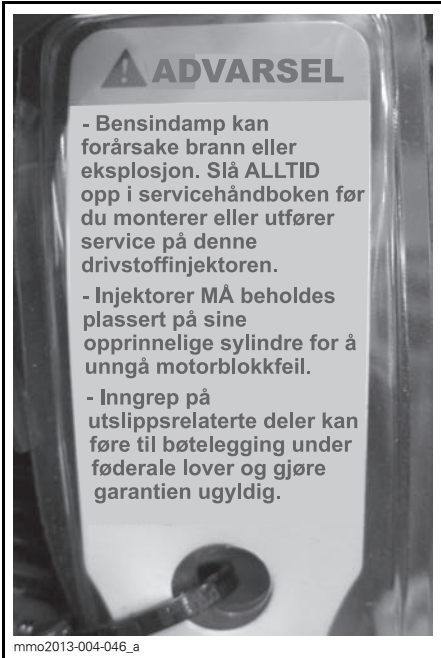 ADVARSEL
- Bensindamp kan
forårsake brann eller
eksplosjon. Slå ALLTID
opp i servicehåndboken før
du monterer eller utfører
service på denne
drivstoffinjektoren.
- Injektorer MÅ beholdes
plassert på sine
opprinnelige sylindre for å
unngå motorblokkfeil.
- Inngrep på
utslippsrelaterte deler kan
føre til bøtelegging under
føderale lover og gjøre
garantien ugyldig.
mmo2013-004-046_a